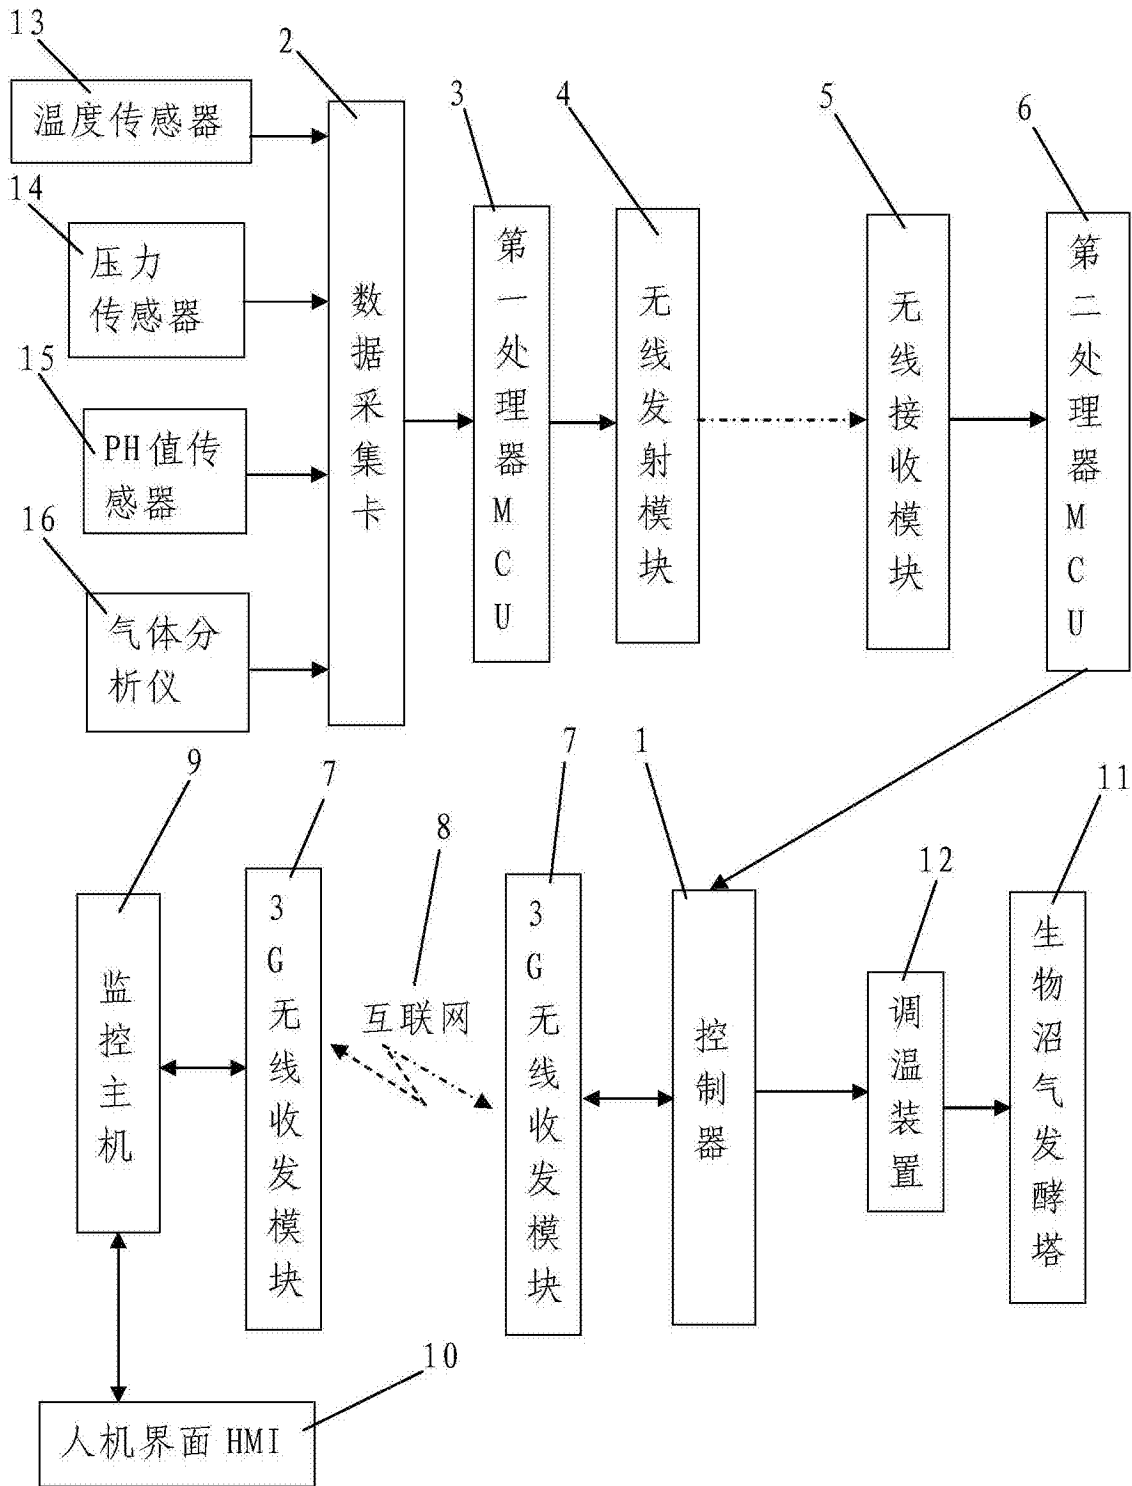 13
温度传感器
14
压力
传感器
15
PH值传
感器
16
气体分
析仪
2
数据采集卡
3
第一处理器MCU
4
无线发射模块
5
无线接收模块
6
第二处理器MCU
9
监控主机
7
3G无线收发模块
8
互联网
7
3G无线收发模块
1
控制器
12
调温装置
11
生物沼气发酵塔
10
人机界面HMI